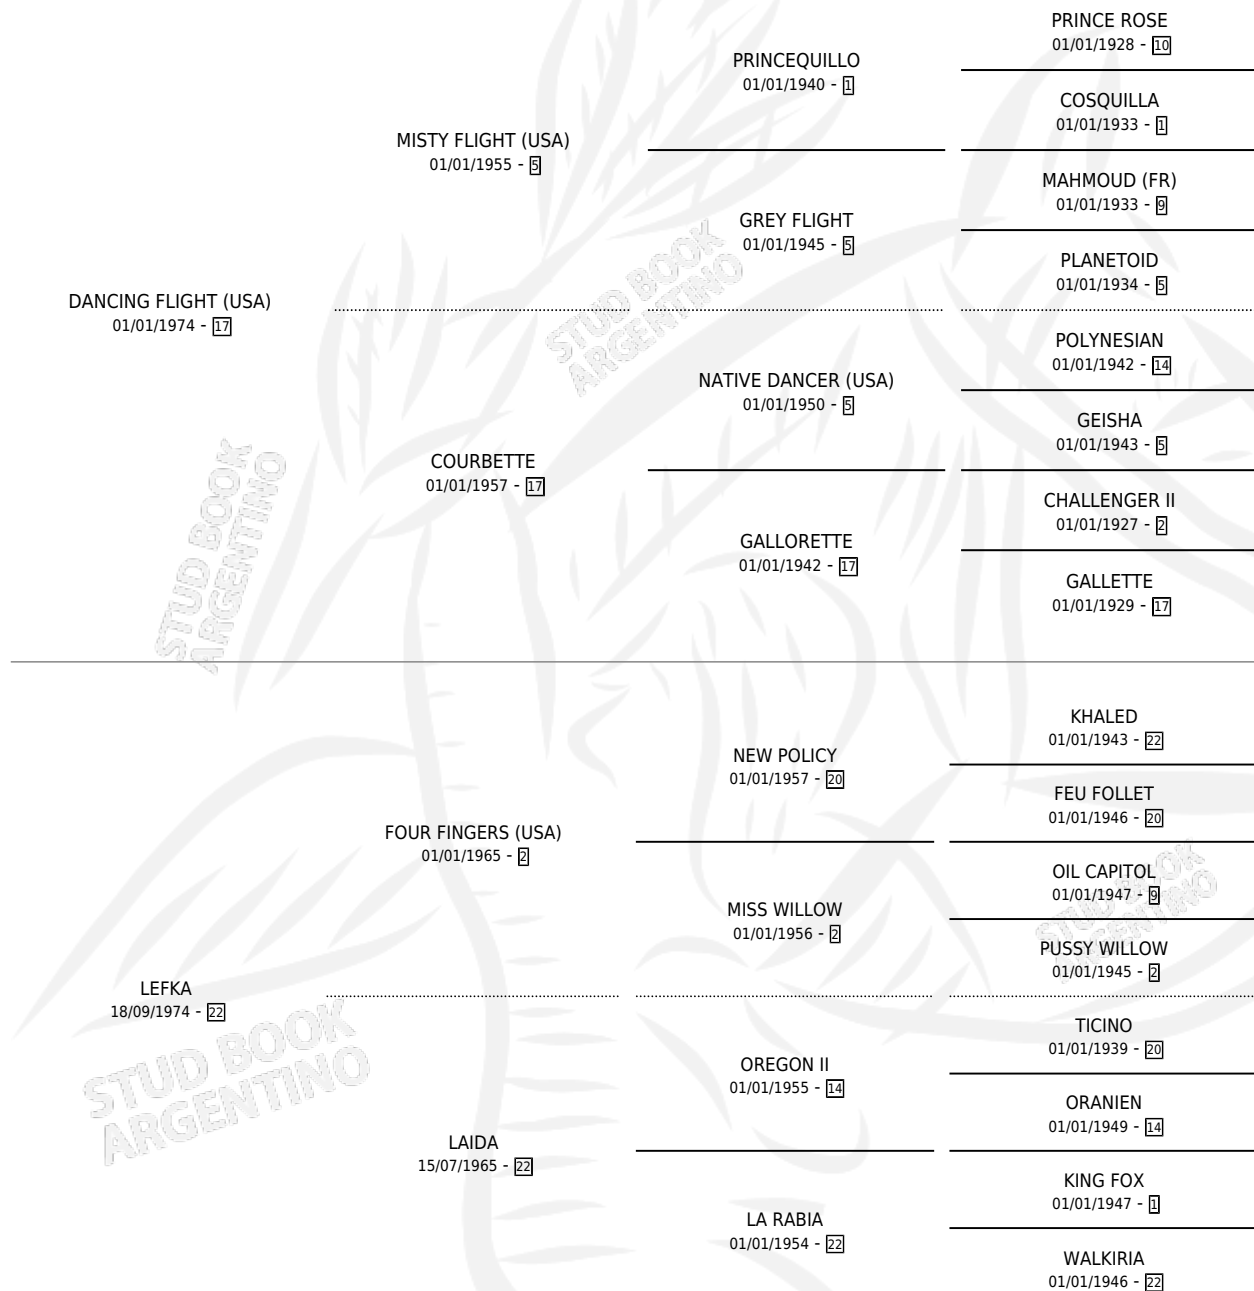 PRINCE ROSE
01/01/1928 - 10
PRINCEQUILLO
01/01/1940 - 1
COSQUILLA
01/01/1933 - 1
MISTY FLIGHT (USA)
01/01/1955 - 5
MAHMOUD (FR)
01/01/1933 - 9
GREY FLIGHT
01/01/1945 - 5
PLANETOID
01/01/1934 - 5
DANCING FLIGHT (USA)
01/01/1974 - 17
STUD BOOK
ARGENTINO
POLYNESIAN
01/01/1942 - 14
NATIVE DANCER (USA)
01/01/1950 - 5
GEISHA
01/01/1943 - 5
COURBETTE
01/01/1957 - 17
CHALLENGER II
01/01/1927 - 2
GALLORETTE
01/01/1942 - 17
GALLETTE
01/01/1929 - 17
STUD BOOK
ARGENTINO
KHALED
01/01/1943 - 22
NEW POLICY
01/01/1957 - 20
FEU FOLLET
01/01/1946 - 20
FOUR FINGERS (USA)
01/01/1965 - 2
OIL CAPITOL
01/01/1947 - 9
MISS WILLOW
01/01/1956 - 2
STUD BOOK
ARGENTINO
PUSSY WILLOW
01/01/1945 - 2
LEFKA
18/09/1974 - 22
TICINO
01/01/1939 - 20
OREGON II
01/01/1955 - 14
ORANIEN
01/01/1949 - 14
STUD BOOK
ARGENTINO
LAIDA
15/07/1965 - 22
KING FOX
01/01/1947 - 1
LA RABIA
01/01/1954 - 22
WALKIRIA
01/01/1946 - 22